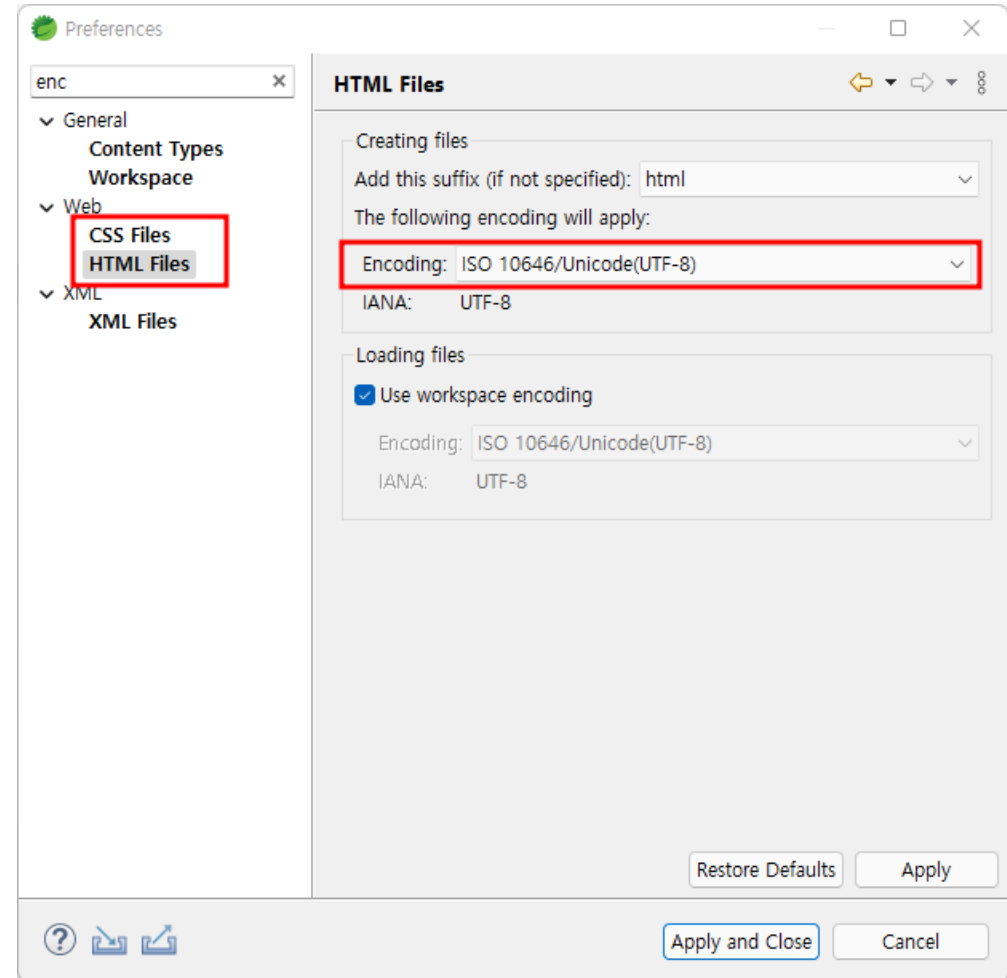 Preferences
enc
General
Content Types
Workspace
Web
CSS Files
HTML Files
XML
XML Files
HTML Files
Creating files
Add this suffix (if not specified): html
The following encoding will apply:
Encoding: ISO 10646/Unicode(UTF-8)
IANA: UTF-8
Loading files
Use workspace encoding
Encoding: ISO 10646/Unicode(UTF-8)
IANA: UTF-8
Restore Defaults Apply
Apply and Close Cancel